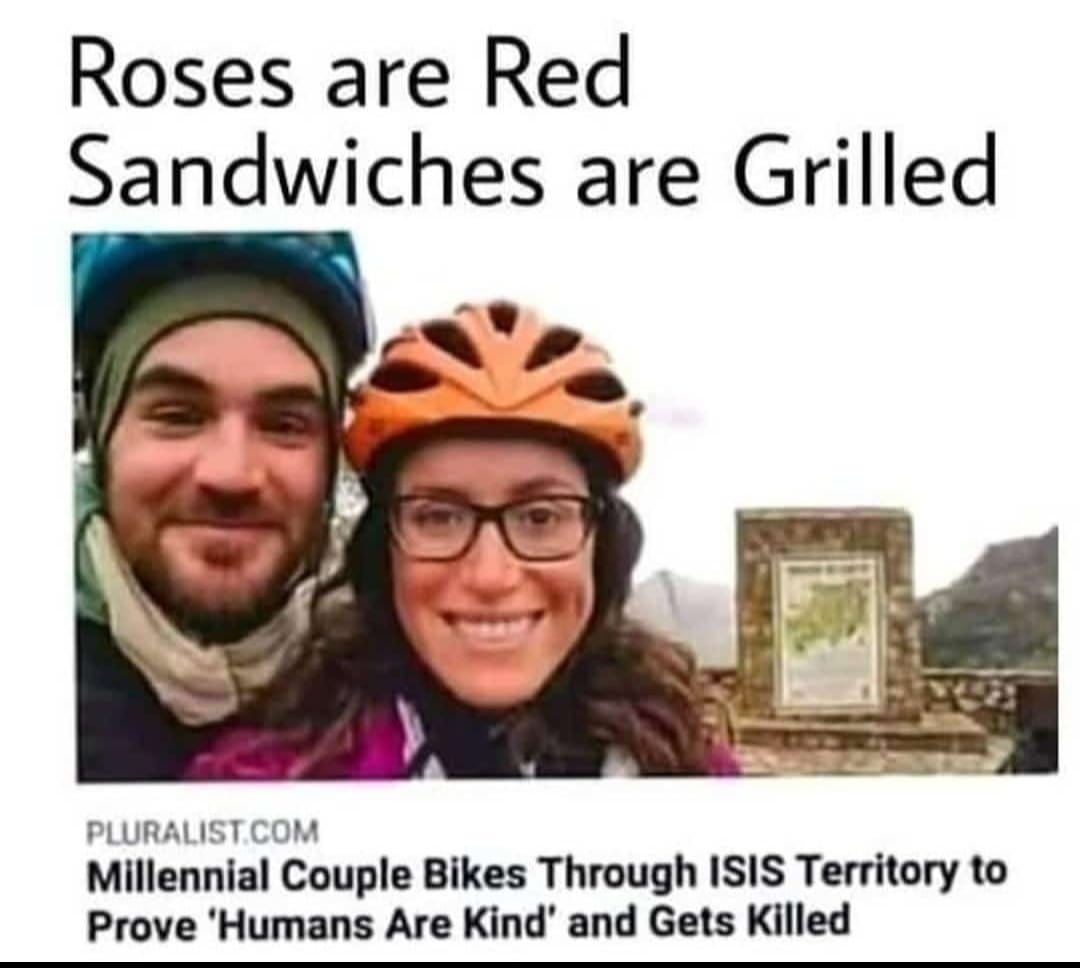 Roses are Red
Sandwiches are Grilled
PLURALIST.COM
Millennial Couple Bikes Through ISIS Territory to
Prove 'Humans Are Kind' and Gets Killed